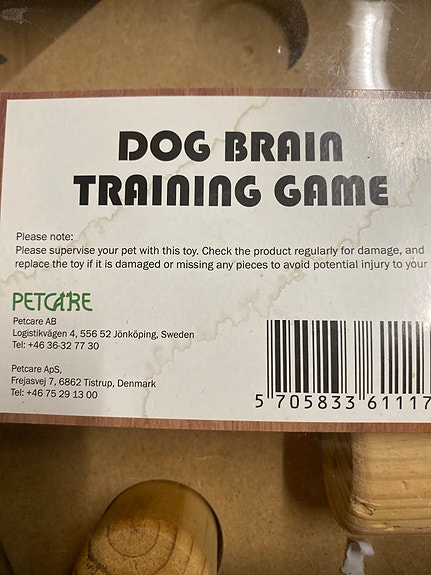 DOG BRAIN
TRAINING GAME
Please note:
Please supervise your pet with this toy. Check the product regularly for damage, and
replace the toy if it is damaged or missing any pieces to avoid potential injury to your
PETCARE
Petcare AB
Logistikvägen 4, 556 52 Jönköping, Sweden
Tel: +46 36-32 77 30
Petcare ApS,
Frejasvej 7, 6862 Tistrup, Denmark
Tel: +46 75 29 13 00
5 705833 61117